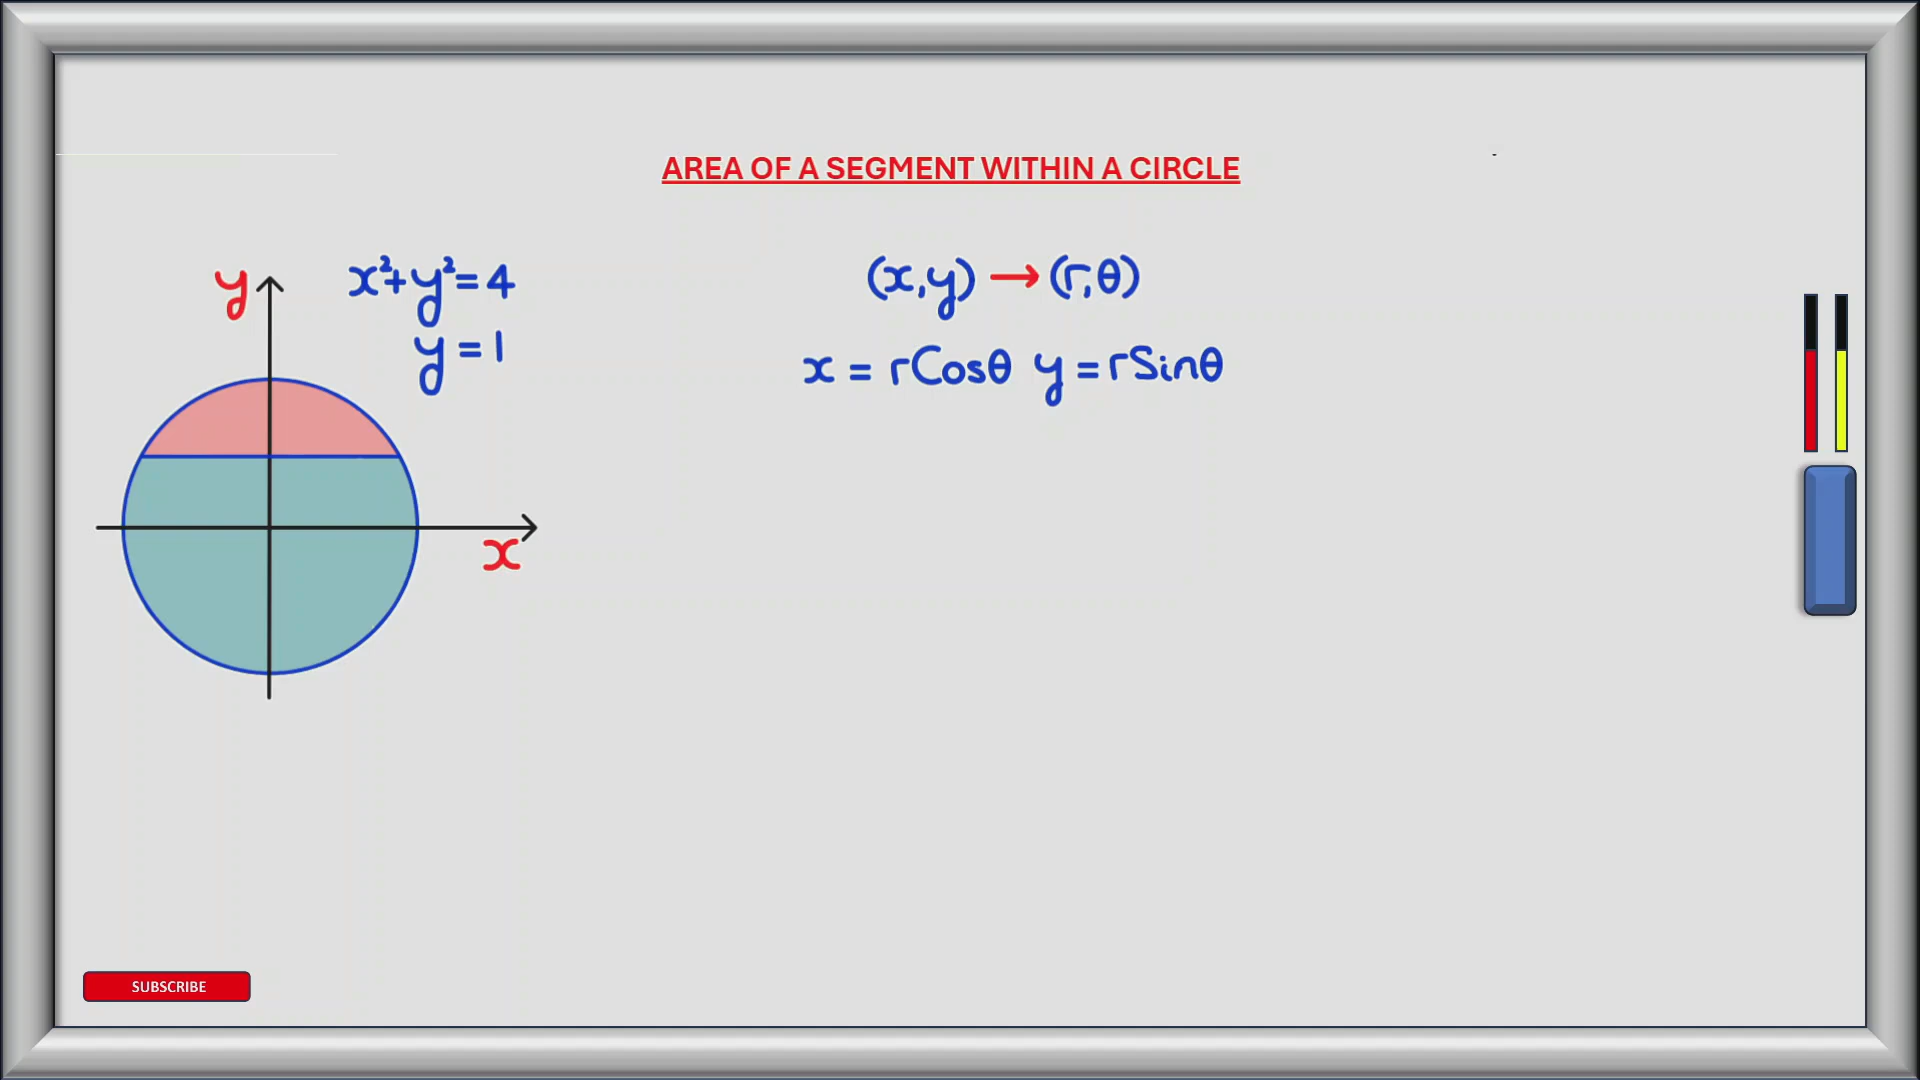 AREA OF A SEGMENT WITHIN A CIRCLE
y
x²+y²=4
y=1
x
(x,y)→(r,θ)
x = rCosθ y=rSinθ
SUBSCRIBE